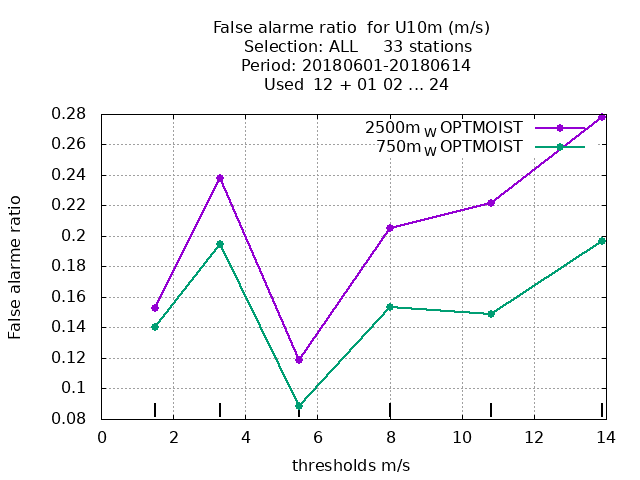 False alarme ratio  for U10m (m/s)
Selection: ALL     33 stations
Period: 20180601-20180614
Used  12 + 01 02 ... 24
2500m_W OPTMOIST
750m_W OPTMOIST
False alarme ratio
0.28
0.26
0.24
0.22
0.2
0.18
0.16
0.14
0.12
0.1
0.08
0 2 4 6 8 10 12 14
thresholds m/s